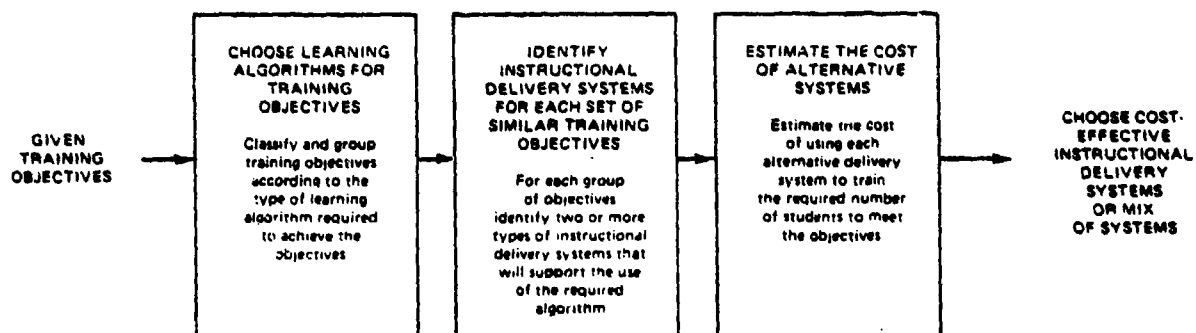 GIVEN
TRAINING
OBJECTIVES
CHOOSE LEARNING
ALGORITHMS FOR
TRAINING
OBJECTIVES
Classify and group
training objectives
according to the
type of learning
algorithm required
to achieve the
objectives
IDENTIFY
INSTRUCTIONAL
DELIVERY SYSTEMS
FOR EACH SET OF
SIMILAR TRAINING
OBJECTIVES
For each group
of objectives
identify two or more
types of instructional
delivery systems that
will support the use
of the required
algorithm
ESTIMATE THE COST
OF ALTERNATIVE
SYSTEMS
Estimate the cost
of using each
alternative delivery
system to train
the required number
of students to meet
the objectives
CHOOSE COST-
EFFECTIVE
INSTRUCTIONAL
DELIVERY
SYSTEMS
OR MIX
OF SYSTEMS